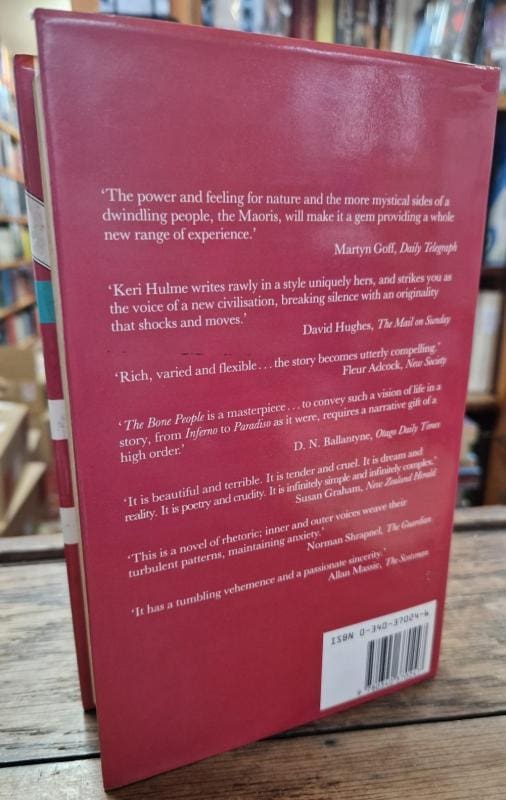 ‘The power and feeling for nature and the more mystical sides of a
dwindling people, the Maoris, will make it a gem providing a whole
new range of experience.’
Martyn Goff, Daily Telegraph
‘Keri Hulme writes rawly in a style uniquely hers, and strikes you as
the voice of a new civilisation, breaking silence with an originality
that shocks and moves.’
David Hughes, The Mail on Sunday
‘Rich, varied and flexible . . . the story becomes utterly compelling.’
Fleur Adcock, New Society
‘The Bone People is a masterpiece . . . to convey such a vision of life in a
story, from Inferno to Paradiso as it were, requires a narrative gift of a
high order.’
D. N. Ballantyne, Otago Daily Times
‘It is beautiful and terrible. It is tender and cruel. It is dream and
reality. It is poetry and crudity. It is infinitely simple and infinitely complex.’
Susan Graham, New Zealand Herald
‘This is a novel of rhetoric; inner and outer voices weave their
turbulent patterns, maintaining anxiety.’
Norman Shrapnel, The Guardian
‘It has a tumbling vehemence and a passionate sincerity.’
Allan Massie, The Scotsman
ISBN 0-340-37024-6